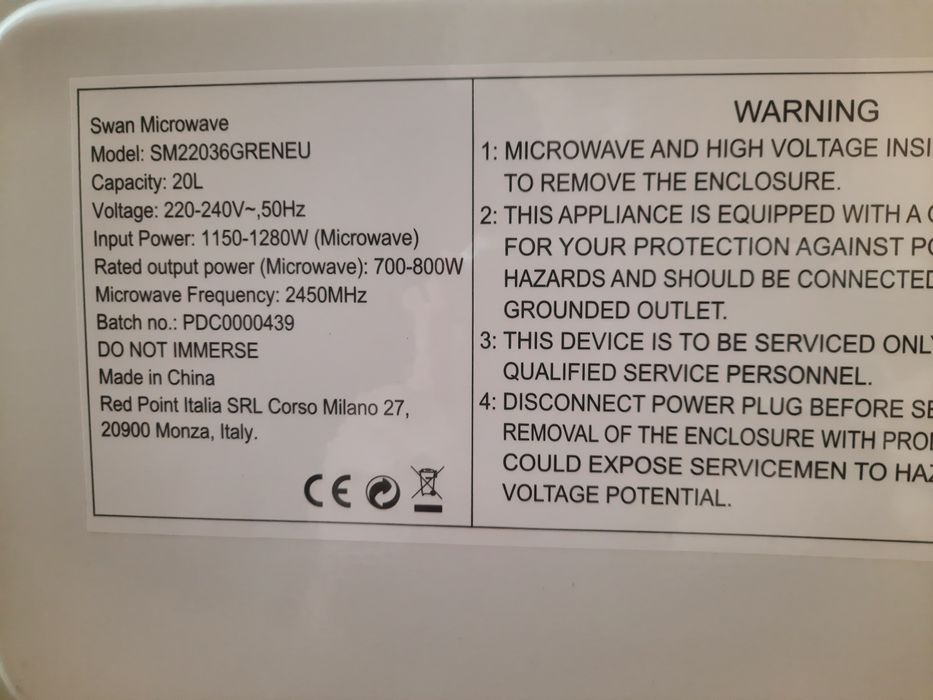 Swan Microwave
Model: SM22036GRENEU
Capacity: 20L
Voltage: 220-240V~,50Hz
Input Power: 1150-1280W (Microwave)
Rated output power (Microwave): 700-800W
Microwave Frequency: 2450MHz
Batch no.: PDC0000439
DO NOT IMMERSE
Made in China
Red Point Italia SRL Corso Milano 27,
20900 Monza, Italy.
CE
WARNING
1: MICROWAVE AND HIGH VOLTAGE
TO REMOVE THE ENCLOSURE.
2: THIS APPLIANCE IS EQUIPPED WITH A
FOR YOUR PROTECTION AGAINST
HAZARDS AND SHOULD BE CONNECTED
GROUNDED OUTLET.
3: THIS DEVICE IS TO BE SERVICED
QUALIFIED SERVICE PERSONNEL.
4: DISCONNECT POWER PLUG BEFORE
REMOVAL OF THE ENCLOSURE WITH
COULD EXPOSE SERVICEMEN TO
VOLTAGE POTENTIAL.